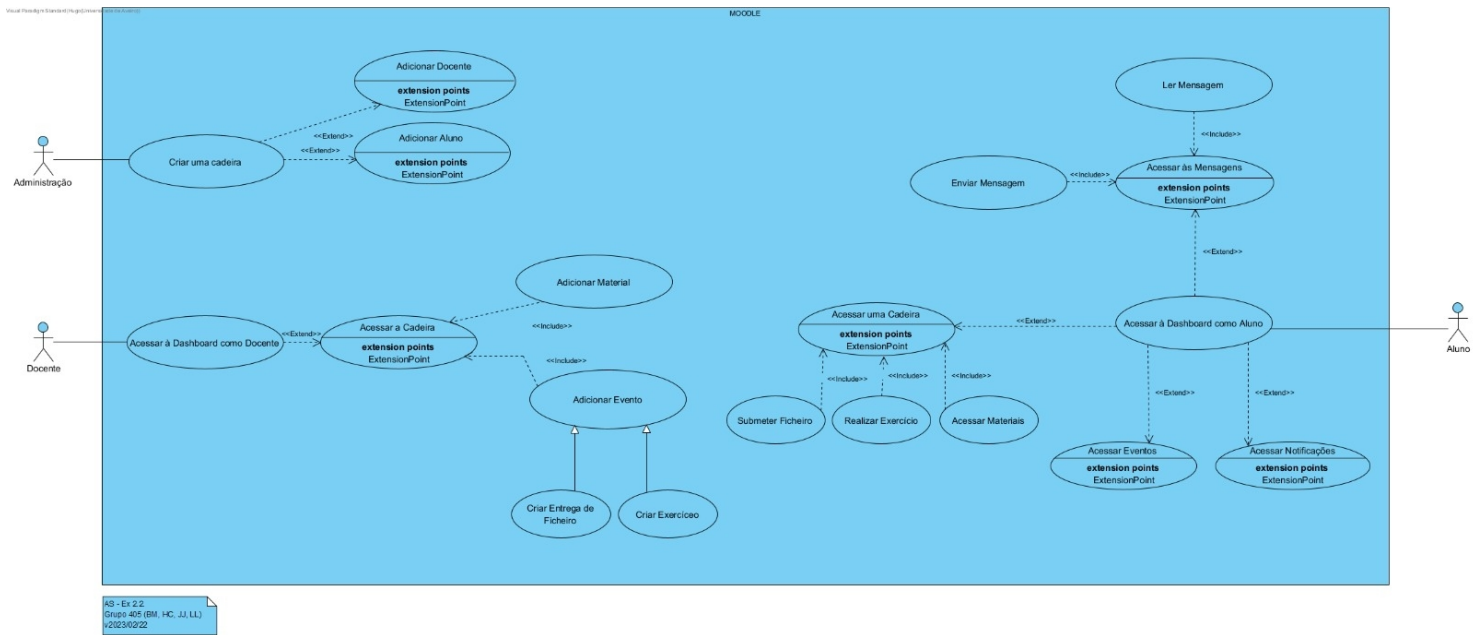 MOODLE
Adicionar Docente
extension points
ExtensionPoint
<<Extend>>
Adicionar Aluno
<<Extend>>
extension points
ExtensionPoint
Criar uma cadeira
Administração
Ler Mensagem
<<Include>>
Acessar às Mensagens
extension points
ExtensionPoint
Enviar Mensagem
<<Include>>
<<Extend>>
Adicionar Material
<<Include>>
Acessar a Cadeira
extension points
ExtensionPoint
<<Extend>>
Acessar à Dashboard como Docente
Docente
<<Include>>
Adicionar Evento
Criar Entrega de
Ficheiro
Criar Exercíceo
Acessar uma Cadeira
extension points
ExtensionPoint
<<Extend>>
Acessar à Dashboard como Aluno
Aluno
<<Include>>
<<Include>>
<<Include>>
Submeter Ficheiro
Realizar Exercício
Acessar Materiais
<<Extend>>
<<Extend>>
Acessar Eventos
extension points
ExtensionPoint
Acessar Notificações
extension points
ExtensionPoint
AS - Ex 2.2
Grupo 405 (BM, HC, JJ, LL)
v2023/02/22